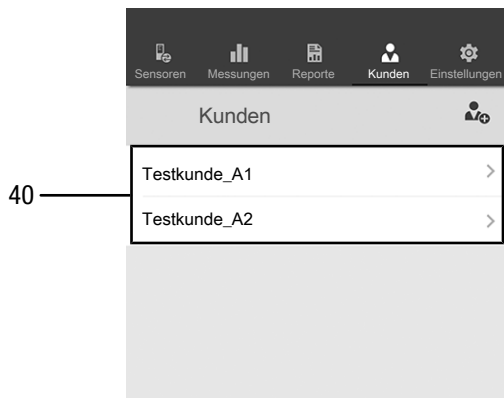 Sensoren Messungen Reporte Kunden Einstellungen
Kunden
Testkunde_A1
40
Testkunde_A2